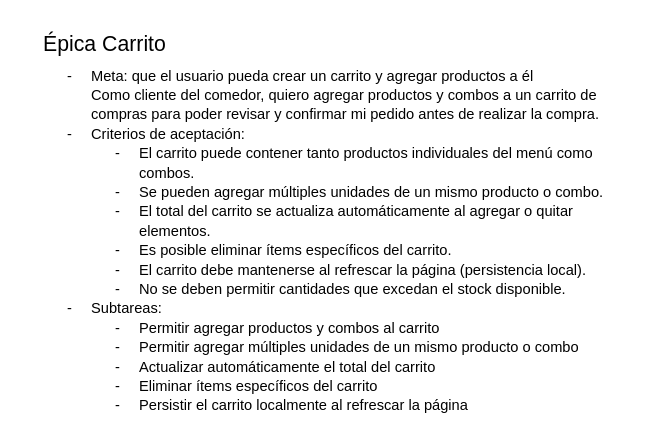 Épica Carrito
- Meta: que el usuario pueda crear un carrito y agregar productos a él
Como cliente del comedor, quiero agregar productos y combos a un carrito de
compras para poder revisar y confirmar mi pedido antes de realizar la compra.
- Criterios de aceptación:
- El carrito puede contener tanto productos individuales del menú como
combos.
- Se pueden agregar múltiples unidades de un mismo producto o combo.
- El total del carrito se actualiza automáticamente al agregar o quitar
elementos.
- Es posible eliminar ítems específicos del carrito.
- El carrito debe mantenerse al refrescar la página (persistencia local).
- No se deben permitir cantidades que excedan el stock disponible.
- Subtareas:
- Permitir agregar productos y combos al carrito
- Permitir agregar múltiples unidades de un mismo producto o combo
- Actualizar automáticamente el total del carrito
- Eliminar ítems específicos del carrito
- Persistir el carrito localmente al refrescar la página